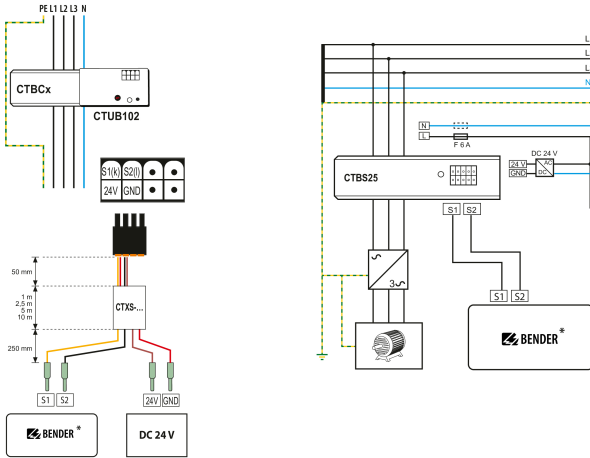 PE L1 L2 L3 N
CTBCx
CTUB102
S1(k) S2(l)
24V GND
50 mm
1 m
2,5 m
5 m
10 m
CTXS-...
250 mm
S1 S2
24V GND
BENDER *
DC 24 V
L
L
L
N
N
L
F 6 A
DC 24 V
24 V
GND
AC
DC
CTBS25
S1 S2
3
S1 S2
BENDER *